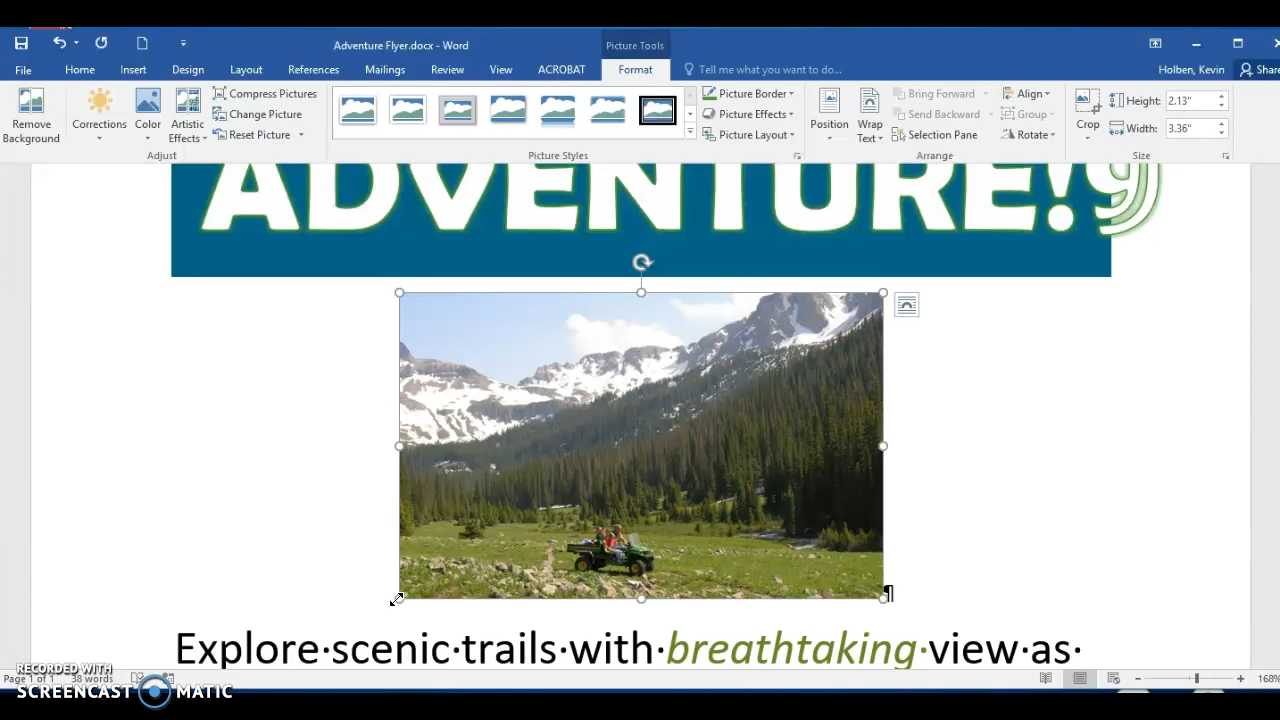 Adventure Flyer.docx - Word
Picture Tools
File Home Insert Design Layout References Mailings Review View ACROBAT Format Tell me what you want to do... Holben, Kevin Share
Remove Background
Corrections
Color
Artistic Effects
Compress Pictures
Change Picture
Reset Picture
Picture Border
Picture Effects
Picture Layout
Position
Wrap Text
Bring Forward
Send Backward
Selection Pane
Align
Group
Rotate
Crop
Height: 2.13"
Width: 3.36"
Adjust Picture Styles Arrange Size
ADVENTURE!9
¶
Explore·scenic·trails·with·breathtaking·view·as·
RECORDED WITH
Page 1 of 1 38 words 168%
SCREENCAST MATIC